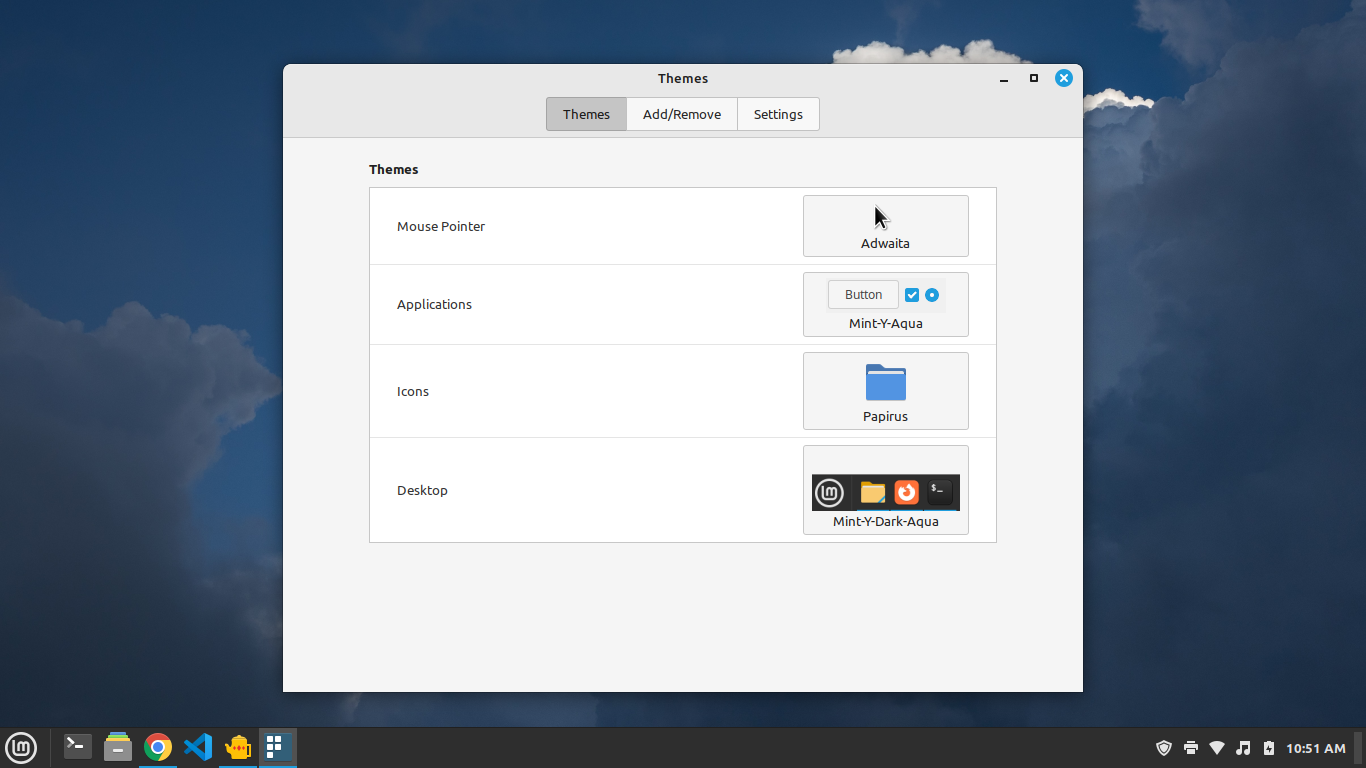 Themes
Themes Add/Remove Settings
Themes
Mouse Pointer
Adwaita
Applications
Button
Mint-Y-Aqua
Icons
Papirus
Desktop
$_
Mint-Y-Dark-Aqua
10:51 AM